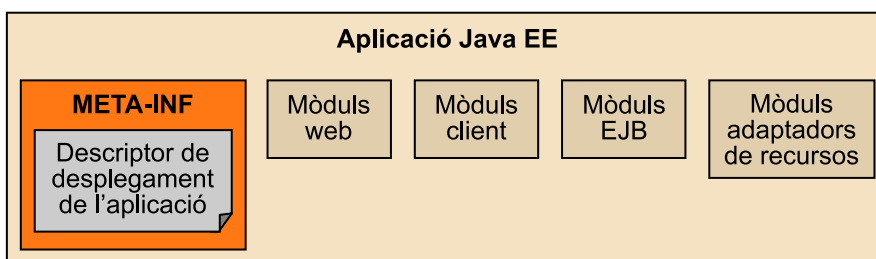 Aplicació Java EE
META-INF
Descriptor de
desplegament
de l'aplicació
Mòduls
web
Mòduls
client
Mòduls
EJB
Mòduls
adaptadors
de recursos